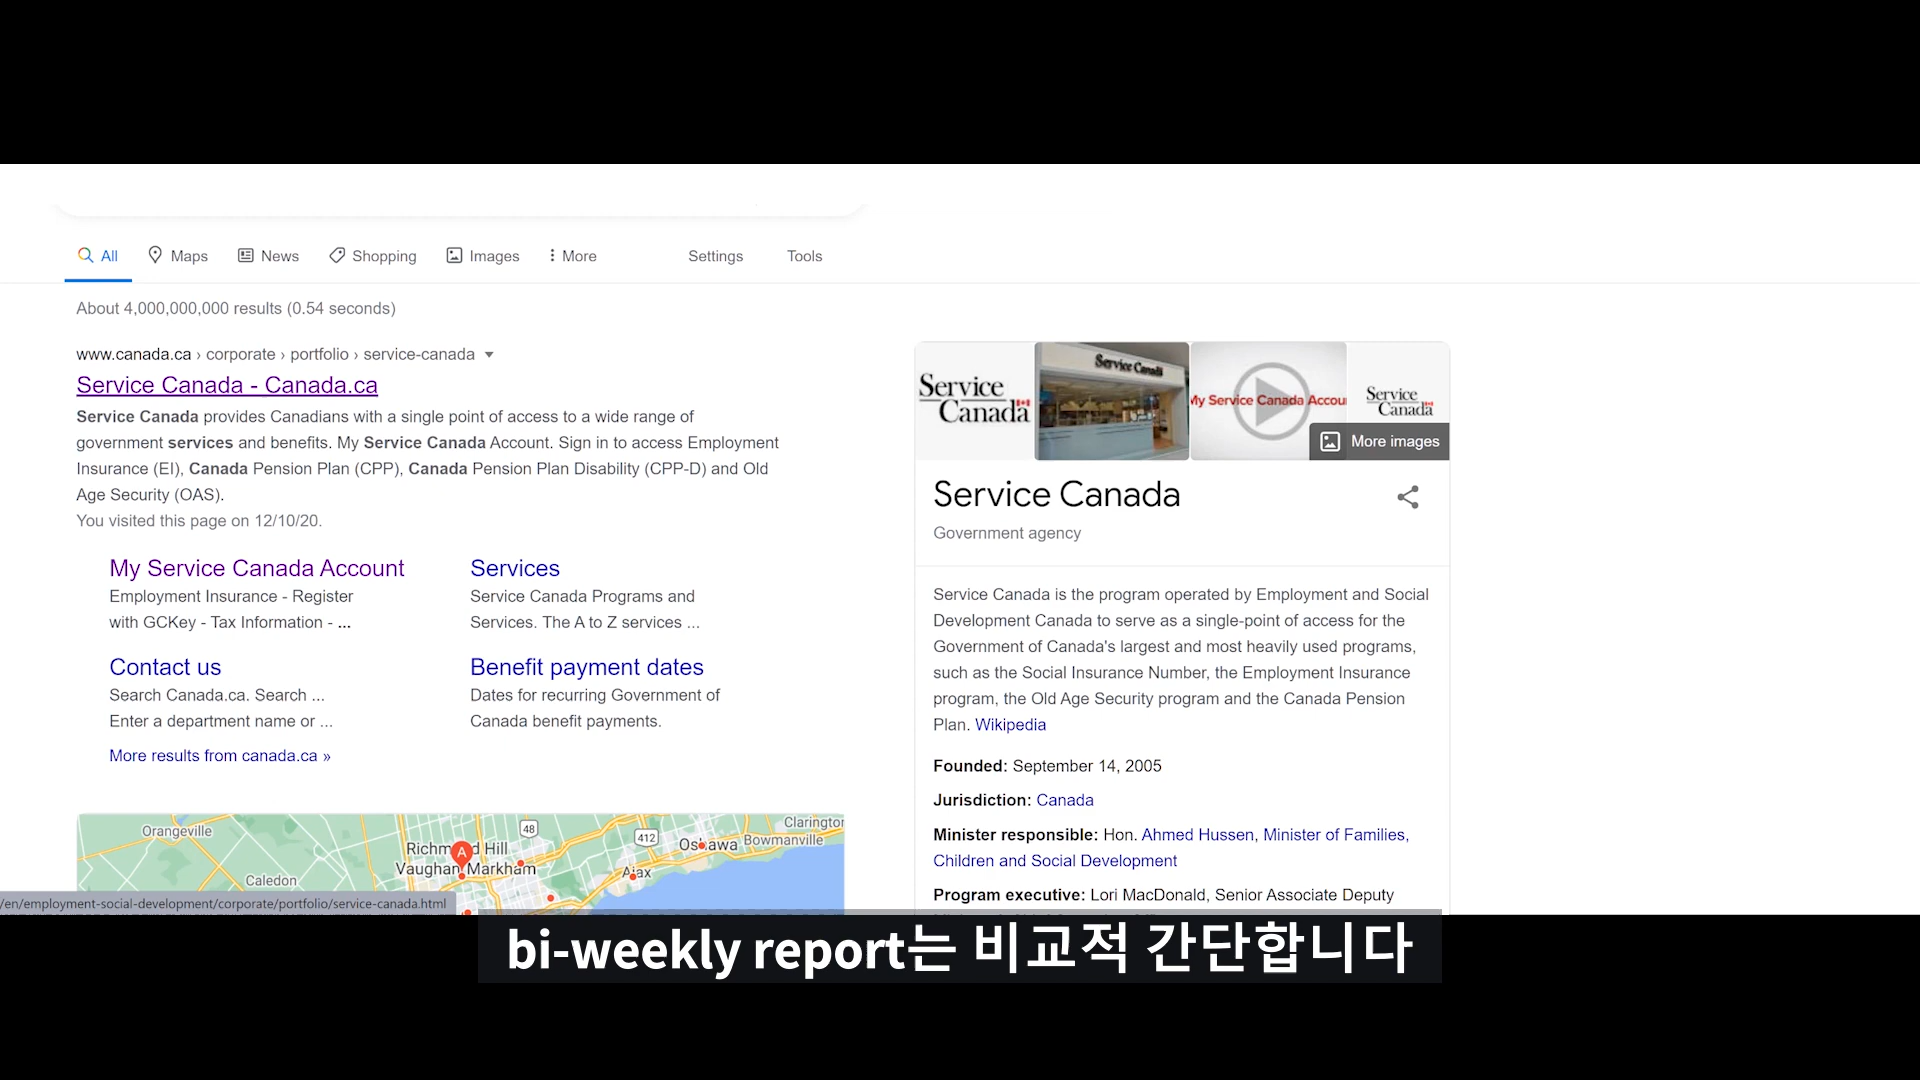 All
Maps
News
Shopping
Images
More
Settings
Tools
About 4,000,000,000 results (0.54 seconds)
www.canada.ca › corporate › portfolio › service-canada
Service Canada - Canada.ca
Service Canada provides Canadians with a single point of access to a wide range of
government services and benefits. My Service Canada Account. Sign in to access Employment
Insurance (EI), Canada Pension Plan (CPP), Canada Pension Plan Disability (CPP-D) and Old
Age Security (OAS).
You visited this page on 12/10/20.
My Service Canada Account
Employment Insurance - Register
with GCKey - Tax Information - ...
Services
Service Canada Programs and
Services. The A to Z services ...
Contact us
Search Canada.ca. Search ...
Enter a department name or ...
Benefit payment dates
Dates for recurring Government of
Canada benefit payments.
More results from canada.ca »
Orangeville
48
412
Clarington
Bowmanville
A
Vaughan Markham
Caledon
/en/employment-social-development/corporate/portfolio/service-canada.html
Service
Canada
Service Canada
My Service Canada Accou
Service
Canada
More images
Service Canada
Government agency
Service Canada is the program operated by Employment and Social
Development Canada to serve as a single-point of access for the
Government of Canada's largest and most heavily used programs,
such as the Social Insurance Number, the Employment Insurance
program, the Old Age Security program and the Canada Pension
Plan. Wikipedia
Founded: September 14, 2005
Jurisdiction: Canada
Minister responsible: Hon. Ahmed Hussen, Minister of Families,
Children and Social Development
Program executive: Lori MacDonald, Senior Associate Deputy
bi-weekly report는 비교적 간단합니다